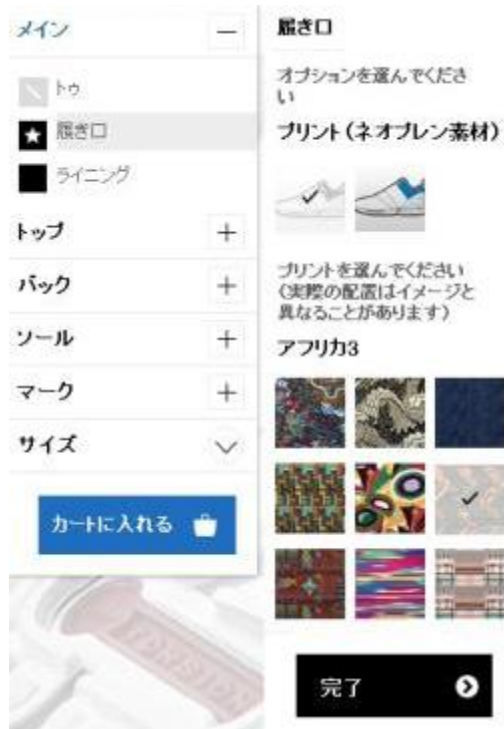 メイン
トゥ
履き口
ライニング
トップ
バック
ソール
マーク
サイズ
カートに入れる
履き口
オプションを選んでくださ
い
プリント(ネオプレン素材)
プリントを選んでください
(実際の配置はイメージと
異なることがあります)
アフリカ3
完了
TORSION